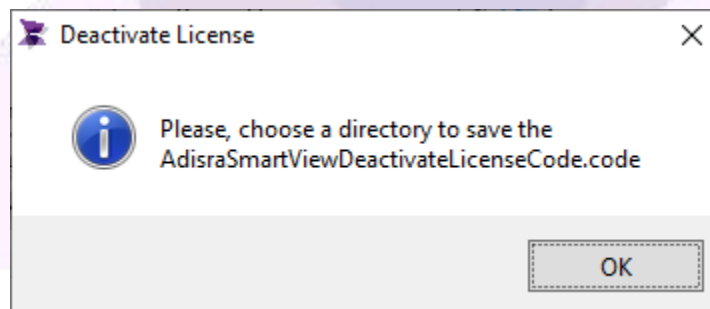 Deactivate License
Please, choose a directory to save the
AdisraSmartViewDeactivateLicenseCode.code
OK